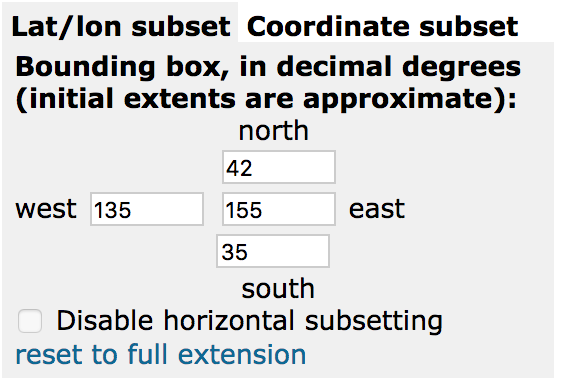 Lat/lon subset Coordinate subset
Bounding box, in decimal degrees
(initial extents are approximate):
north
42
west 135 155 east
35
south
Disable horizontal subsetting
reset to full extension